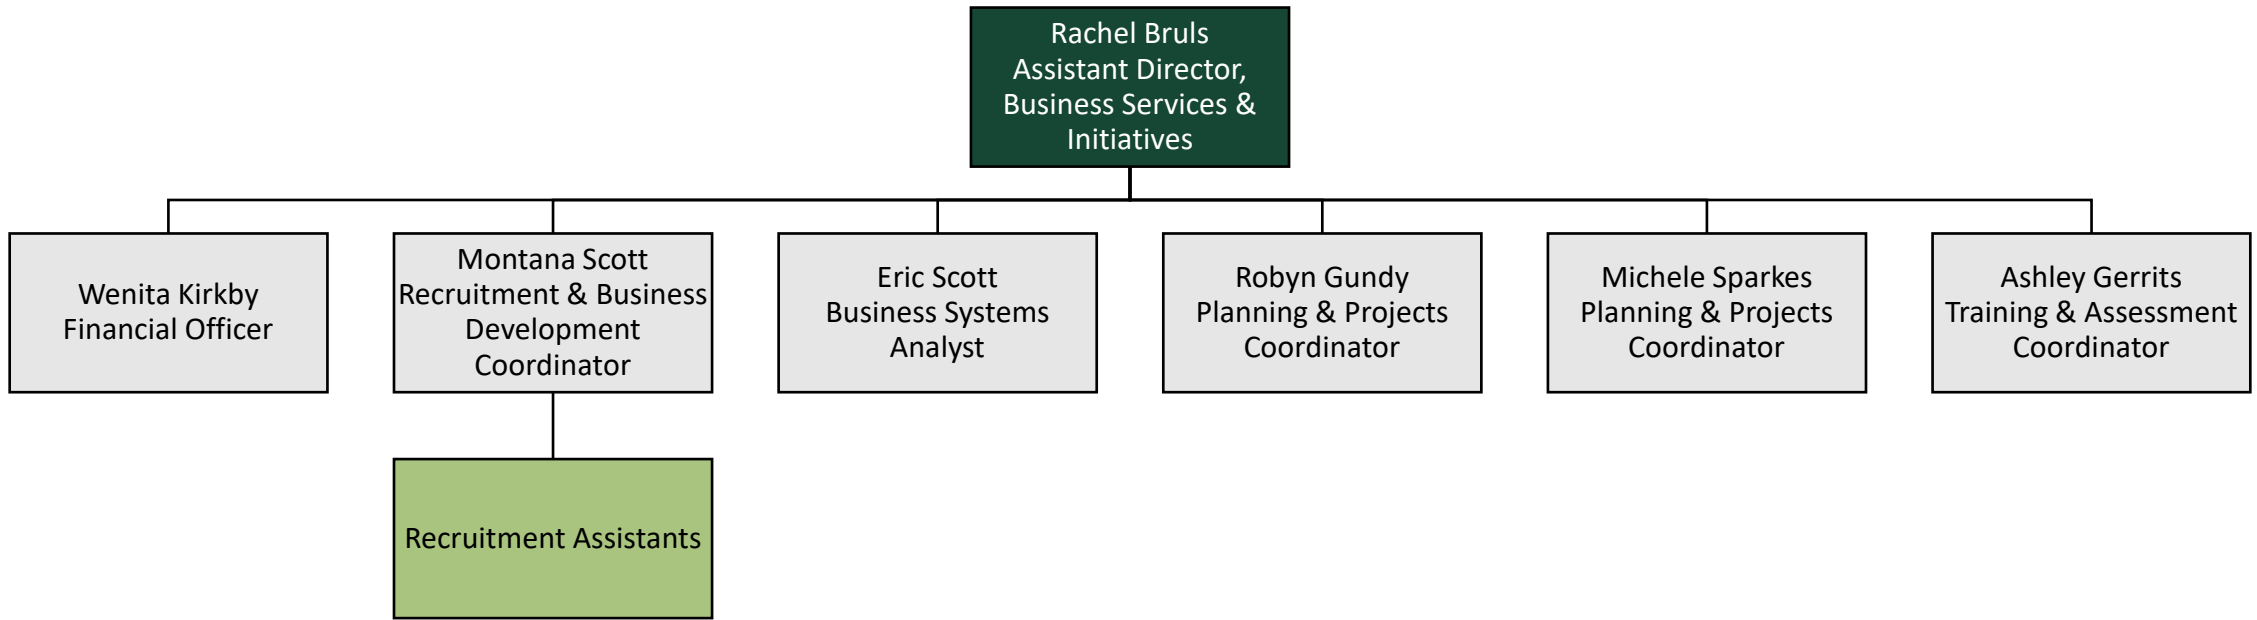 Rachel Bruls
Assistant Director,
Business Services &
Initiatives
Wenita Kirkby
Financial Officer
Montana Scott
Recruitment & Business
Development
Coordinator
Eric Scott
Business Systems
Analyst
Robyn Gundy
Planning & Projects
Coordinator
Michele Sparkes
Planning & Projects
Coordinator
Ashley Gerrits
Training & Assessment
Coordinator
Recruitment Assistants